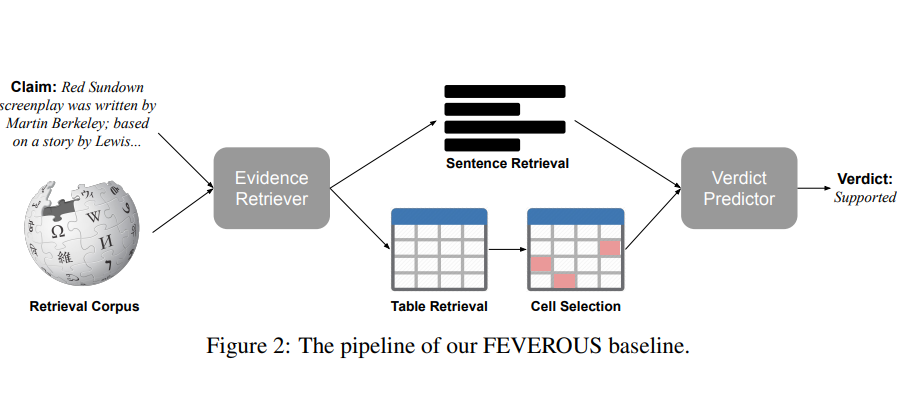 Claim: Red Sundown
screenplay was written by
Martin Berkeley; based
on a story by Lewis...
Retrieval Corpus
Evidence
Retriever
Sentence Retrieval
Table Retrieval
Cell Selection
Verdict
Predictor
Verdict:
Supported
Figure 2: The pipeline of our FEVEROUS baseline.